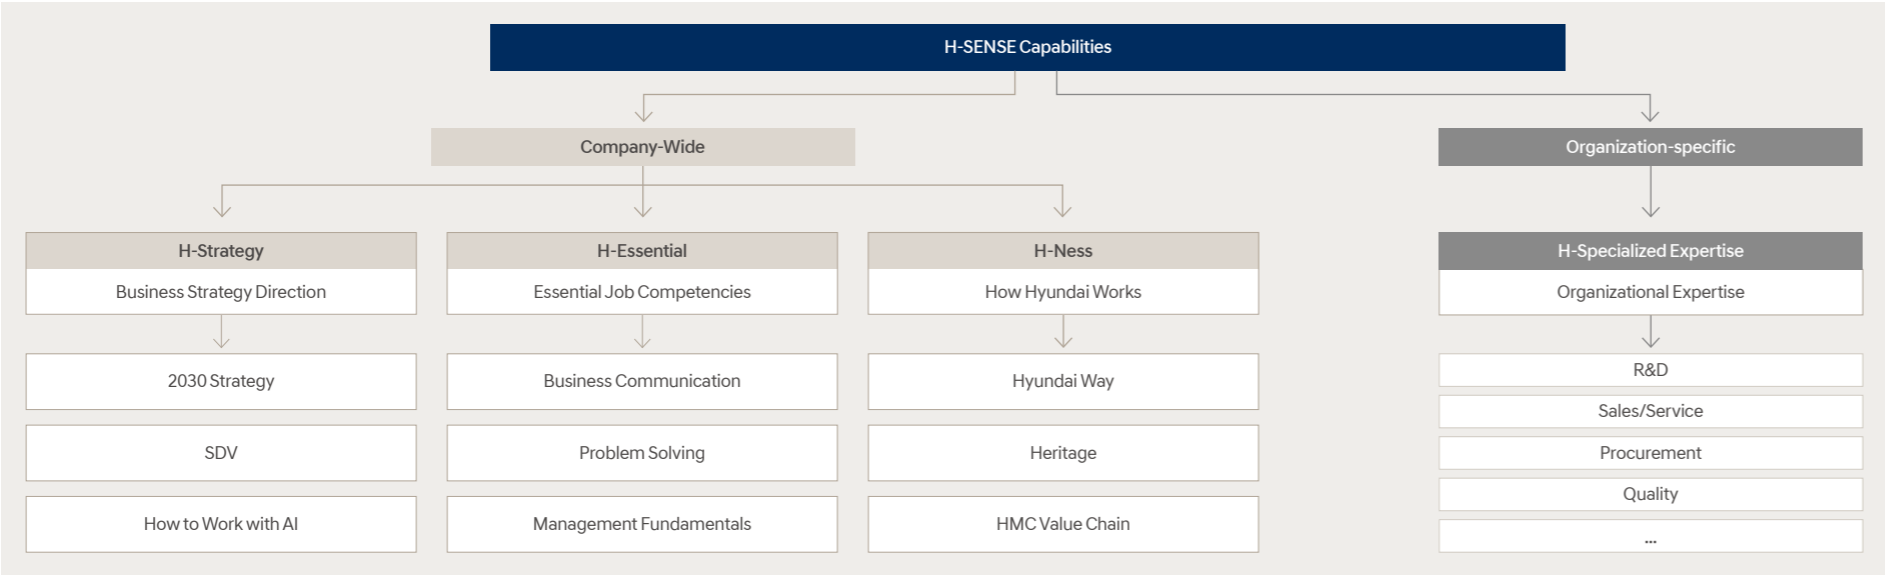 H-SENSE Capabilities
Company-Wide
Organization-specific
H-Strategy
Business Strategy Direction
2030 Strategy
SDV
How to Work with AI
H-Essential
Essential Job Competencies
Business Communication
Problem Solving
Management Fundamentals
H-Ness
How Hyundai Works
Hyundai Way
Heritage
HMC Value Chain
H-Specialized Expertise
Organizational Expertise
R&D
Sales/Service
Procurement
Quality
...